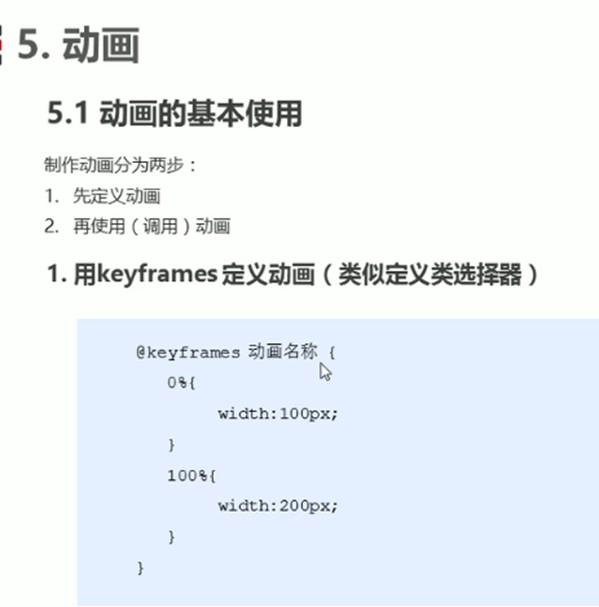 5. 动画
5.1 动画的基本使用
制作动画分为两步：
1. 先定义动画
2. 再使用（调用）动画
1. 用keyframes 定义动画（类似定义类选择器）
@keyframes 动画名称 {
0%{
width:100px;
}
100%{
width:200px;
}
}